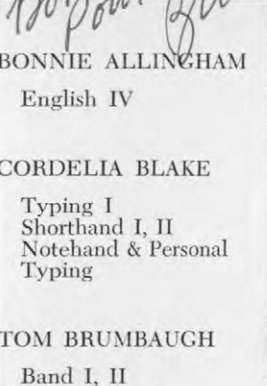 BONNIE ALLINGHAM
English IV
CORDELIA BLAKE
Typing I
Shorthand I, II
Notehand & Personal
Typing
TOM BRUMBAUGH
Band I, II